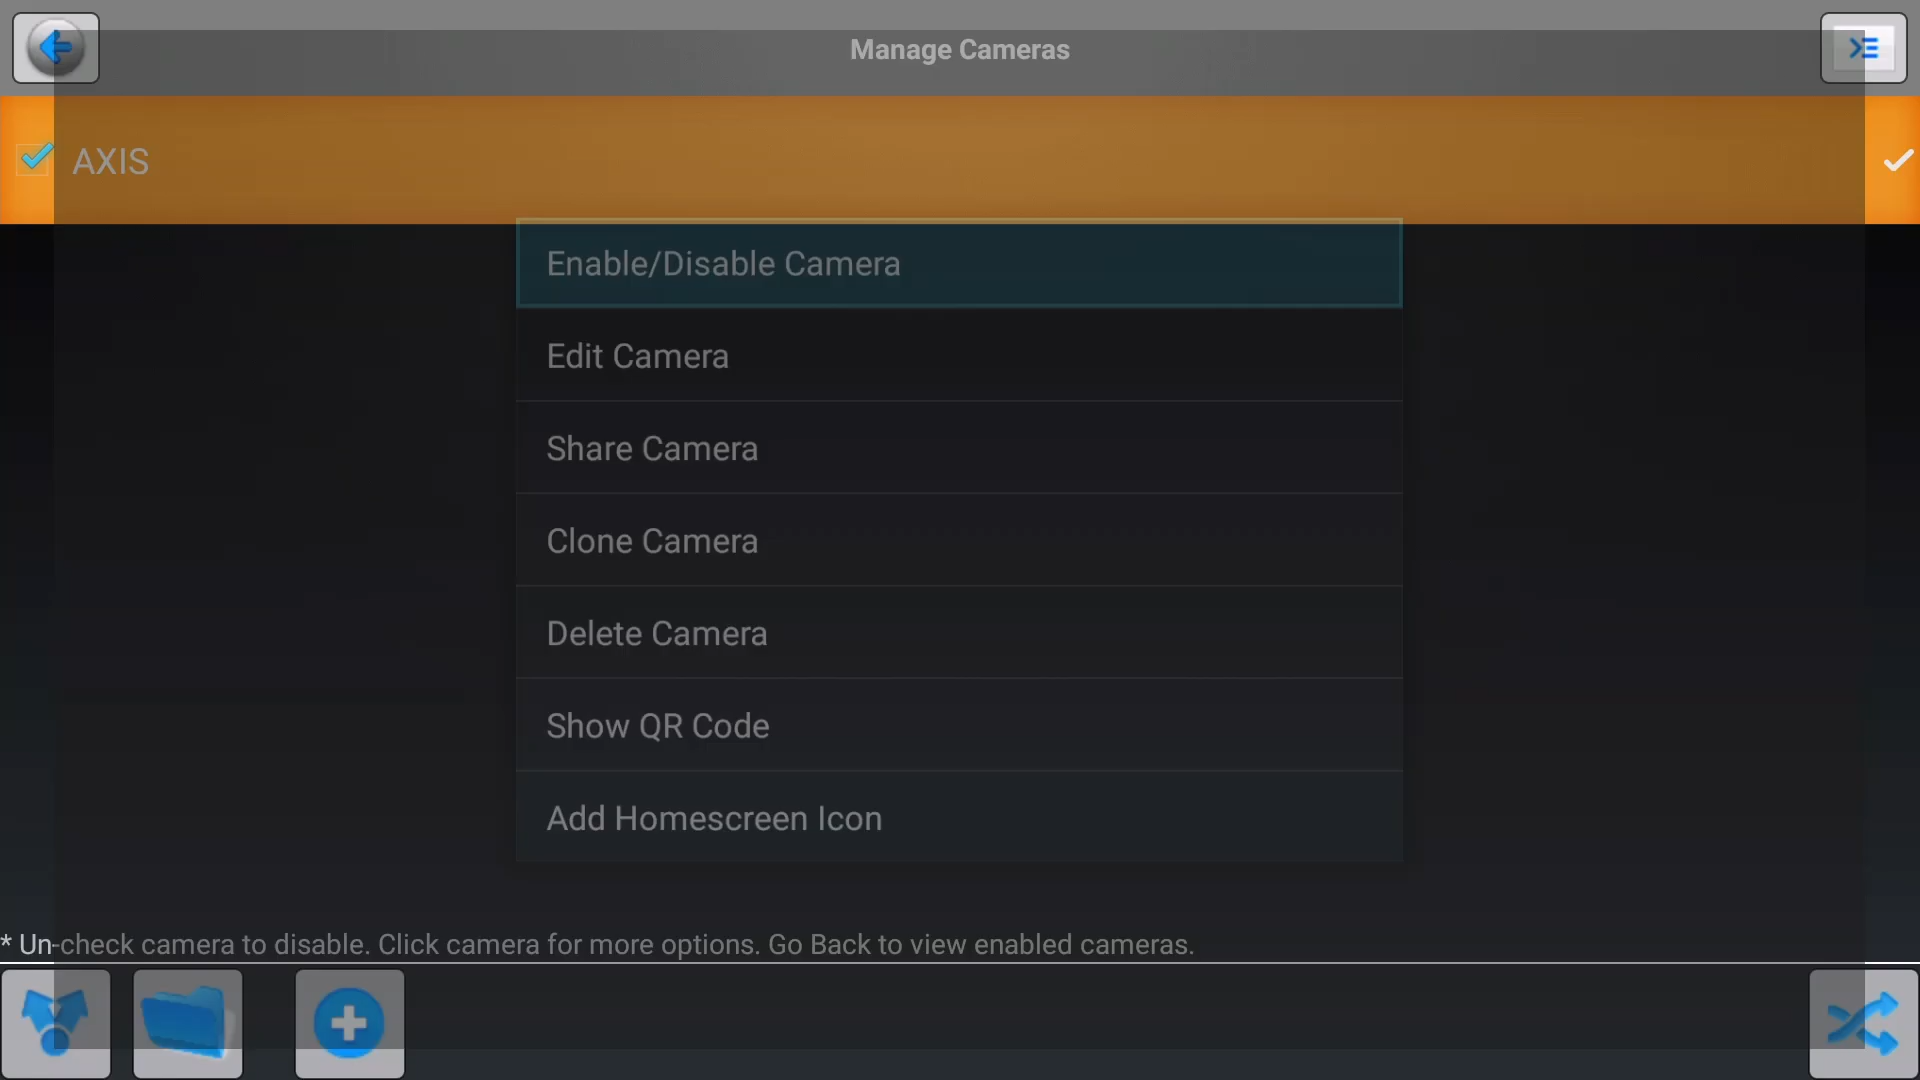 Manage Cameras
AXIS
Enable/Disable Camera
Edit Camera
Share Camera
Clone Camera
Delete Camera
Show QR Code
Add Homescreen Icon
* Un-check camera to disable. Click camera for more options. Go Back to view enabled cameras.